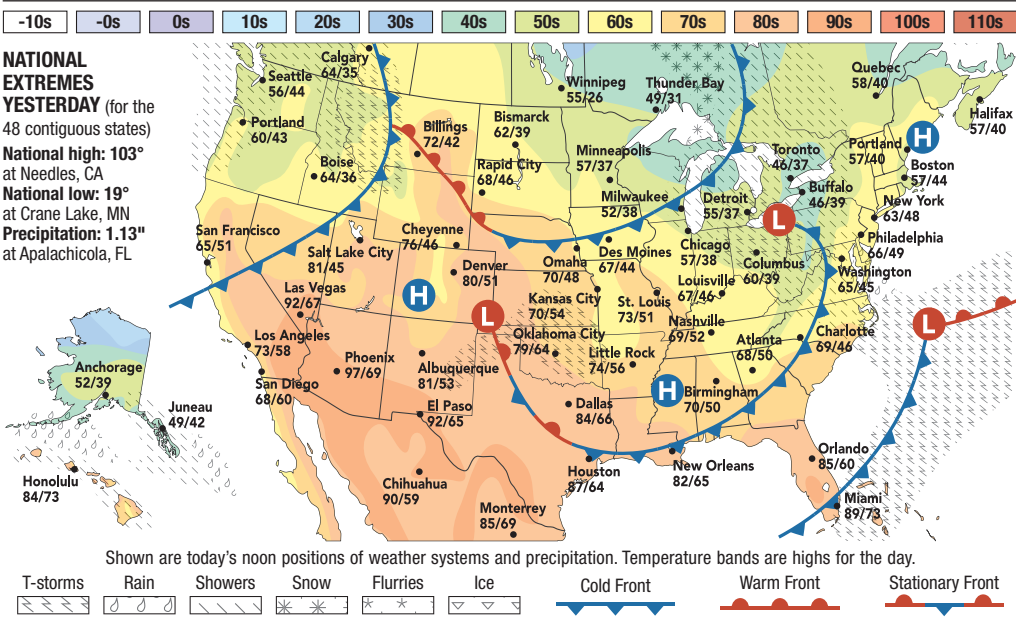 -10s -0s 0s 10s 20s 30s 40s 50s 60s 70s 80s 90s 100s 110s
NATIONAL
EXTREMES
YESTERDAY (for the
48 contiguous states)
National high: 103°
at Needles, CA
National low: 19°
at Crane Lake, MN
Precipitation: 1.13"
at Apalachicola, FL
Calgary
64/35
Seattle
56/44
Portland
60/43
Boise
64/36
Billings
72/42
Bismarck
62/39
Rapid City
68/46
Winnipeg
55/26
Thunder Bay
49/31
Minneapolis
57/37
Milwaukee
52/38
Detroit
55/37
Toronto
46/37
Buffalo
46/39
Quebec
58/40
Halifax
57/40
Portland
57/40
H
Boston
57/44
New York
63/48
Philadelphia
66/49
Washington
65/45
L
San Francisco
65/51
Salt Lake City
81/45
Cheyenne
76/46
Denver
80/51
H
Las Vegas
92/67
Los Angeles
73/58
San Diego
68/60
Phoenix
97/69
Albuquerque
81/53
El Paso
92/65
L
Omaha
70/48
Des Moines
67/44
Chicago
57/38
Columbus
60/39
Kansas City
70/54
St. Louis
73/51
Louisville
67/46
Nashville
69/52
Oklahoma City
79/64
Little Rock
74/56
Atlanta
68/50
Charlotte
69/46
L
H
Birmingham
70/50
Dallas
84/66
Houston
87/64
New Orleans
82/65
Orlando
85/60
Miami
89/73
Chihuahua
90/59
Monterrey
85/69
Anchorage
52/39
Juneau
49/42
Honolulu
84/73
Shown are today's noon positions of weather systems and precipitation. Temperature bands are highs for the day.
T-storms Rain Showers Snow Flurries Ice Cold Front Warm Front Stationary Front